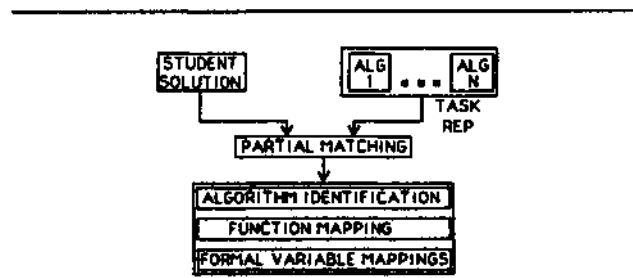 STUDENT
SOLUTION
ALG
1
...
ALG
N
TASK
REP
PARTIAL MATCHING
ALGORITHM IDENTIFICATION
FUNCTION MAPPING
FORMAL VARIABLE MAPPINGS